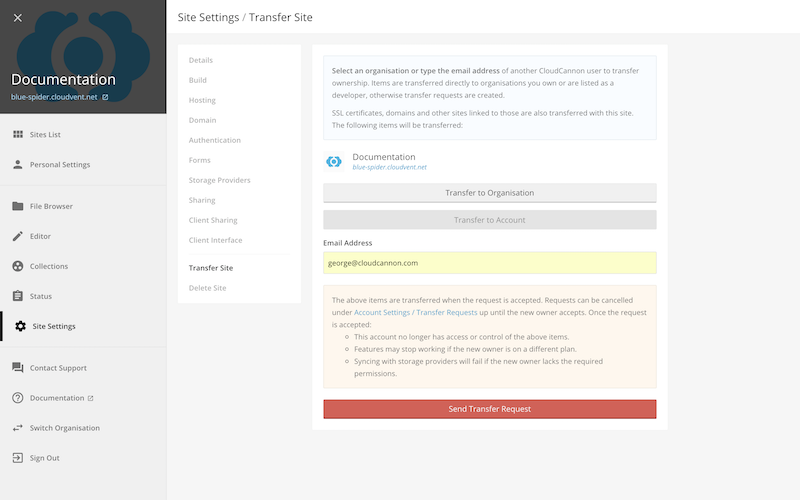 Documentation
blue-spider.cloudvent.net
Sites List
Personal Settings
File Browser
Editor
Collections
Status
Site Settings
Contact Support
Documentation
Switch Organisation
Sign Out
Site Settings / Transfer Site
Details
Build
Hosting
Domain
Authentication
Forms
Storage Providers
Sharing
Client Sharing
Client Interface
Transfer Site
Delete Site
Select an organisation or type the email address of another CloudCannon user to transfer
ownership. Items are transferred directly to organisations you own or are listed as a
developer, otherwise transfer requests are created.
SSL certificates, domains and other sites linked to those are also transferred with this site.
The following items will be transferred:
Documentation
blue-spider.cloudvent.net
Transfer to Organisation
Transfer to Account
Email Address
george@cloudcannon.com
The above items are transferred when the request is accepted. Requests can be cancelled
under Account Settings / Transfer Requests up until the new owner accepts. Once the request
is accepted:
This account no longer has access or control of the above items.
Features may stop working if the new owner is on a different plan.
Syncing with storage providers will fail if the new owner lacks the required
permissions.
Send Transfer Request